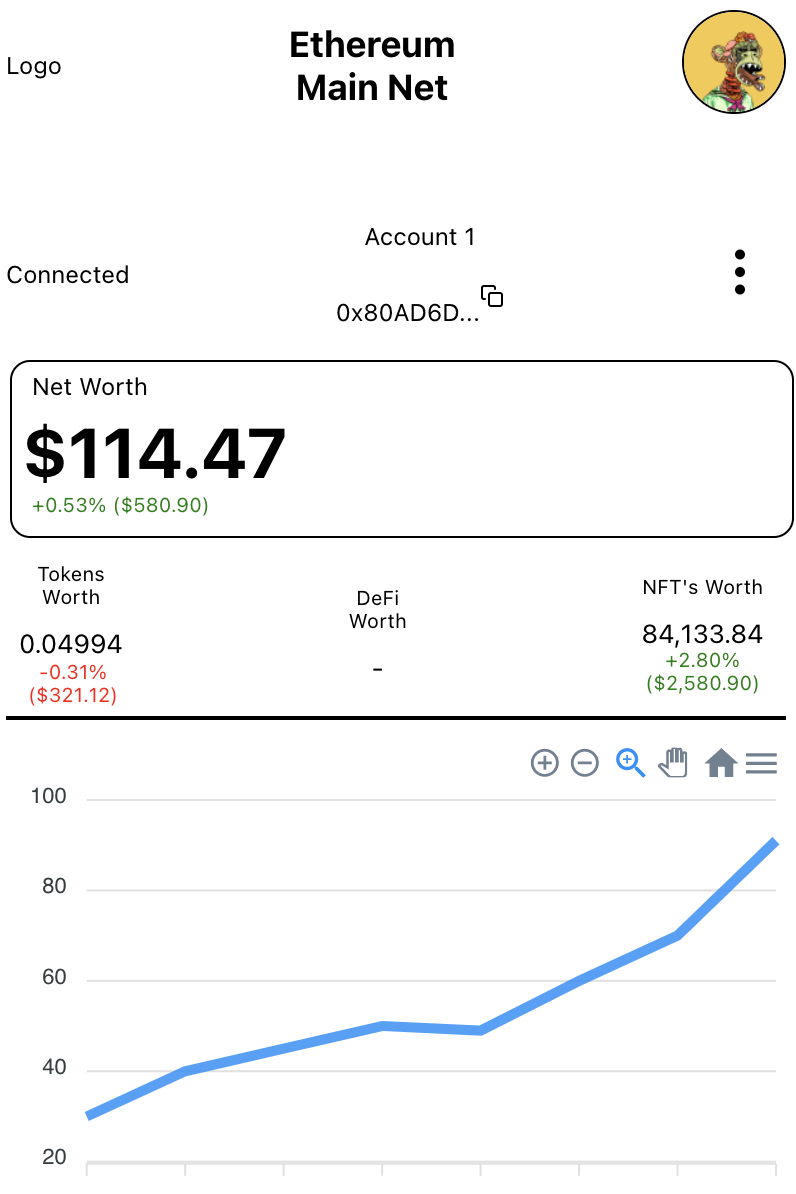 Logo
Ethereum
Main Net
Account 1
Connected
0x80AD6D...
Net Worth
$114.47
+0.53% ($580.90)
Tokens
Worth
0.04994
-0.31%
($321.12)
DeFi
Worth
-
NFT's Worth
84,133.84
+2.80%
($2,580.90)
100
80
60
40
20